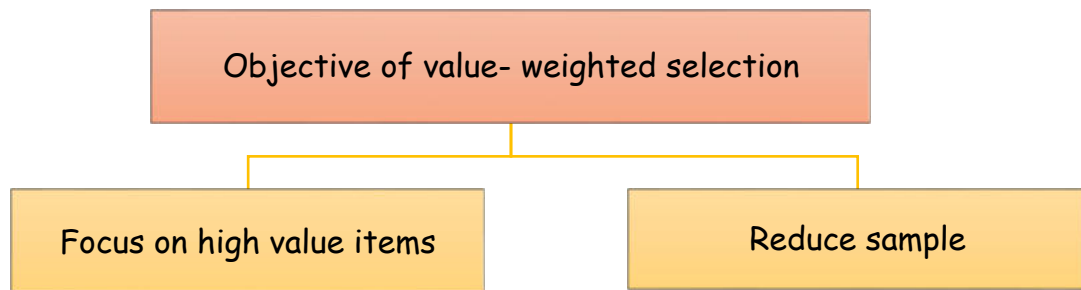 Objective of value- weighted selection
Focus on high value items
Reduce sample